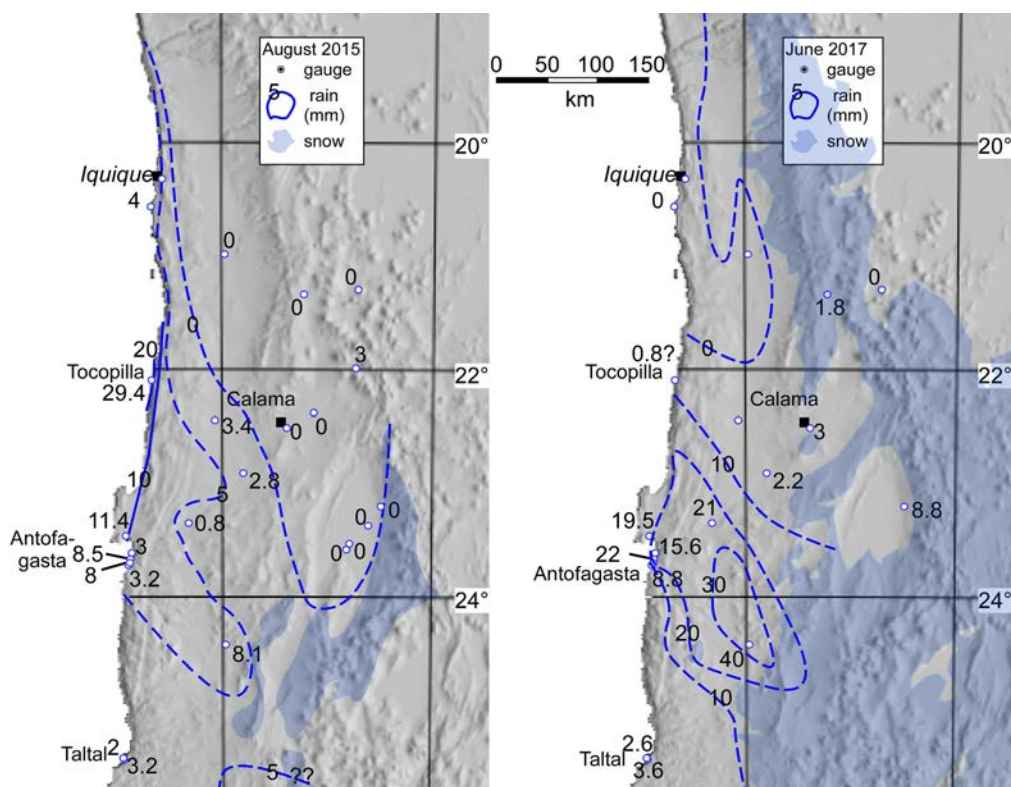 August 2015
gauge
5
rain
(mm)
snow
0 50 100 150
km
June 2017
gauge
5
rain
(mm)
snow
20°
Iquique
4
0
0
0
0
20
Tocopilla
29.4
3
22°
Calama
3.4
0
0
2.8
10
5
11.4
0.8
0
0
Antofa-
gasta
8.5
3
8
3.2
0
0
24°
8.1
Taltal
2
3.2
5 ??
20°
Iquique
0
0
1.8
0.8?
0
Tocopilla
22°
Calama
3
10
2.2
8.8
19.5
21
22
15.6
Antofagasta
8.8
30
24°
20
40
10
Taltal
2.6
3.6